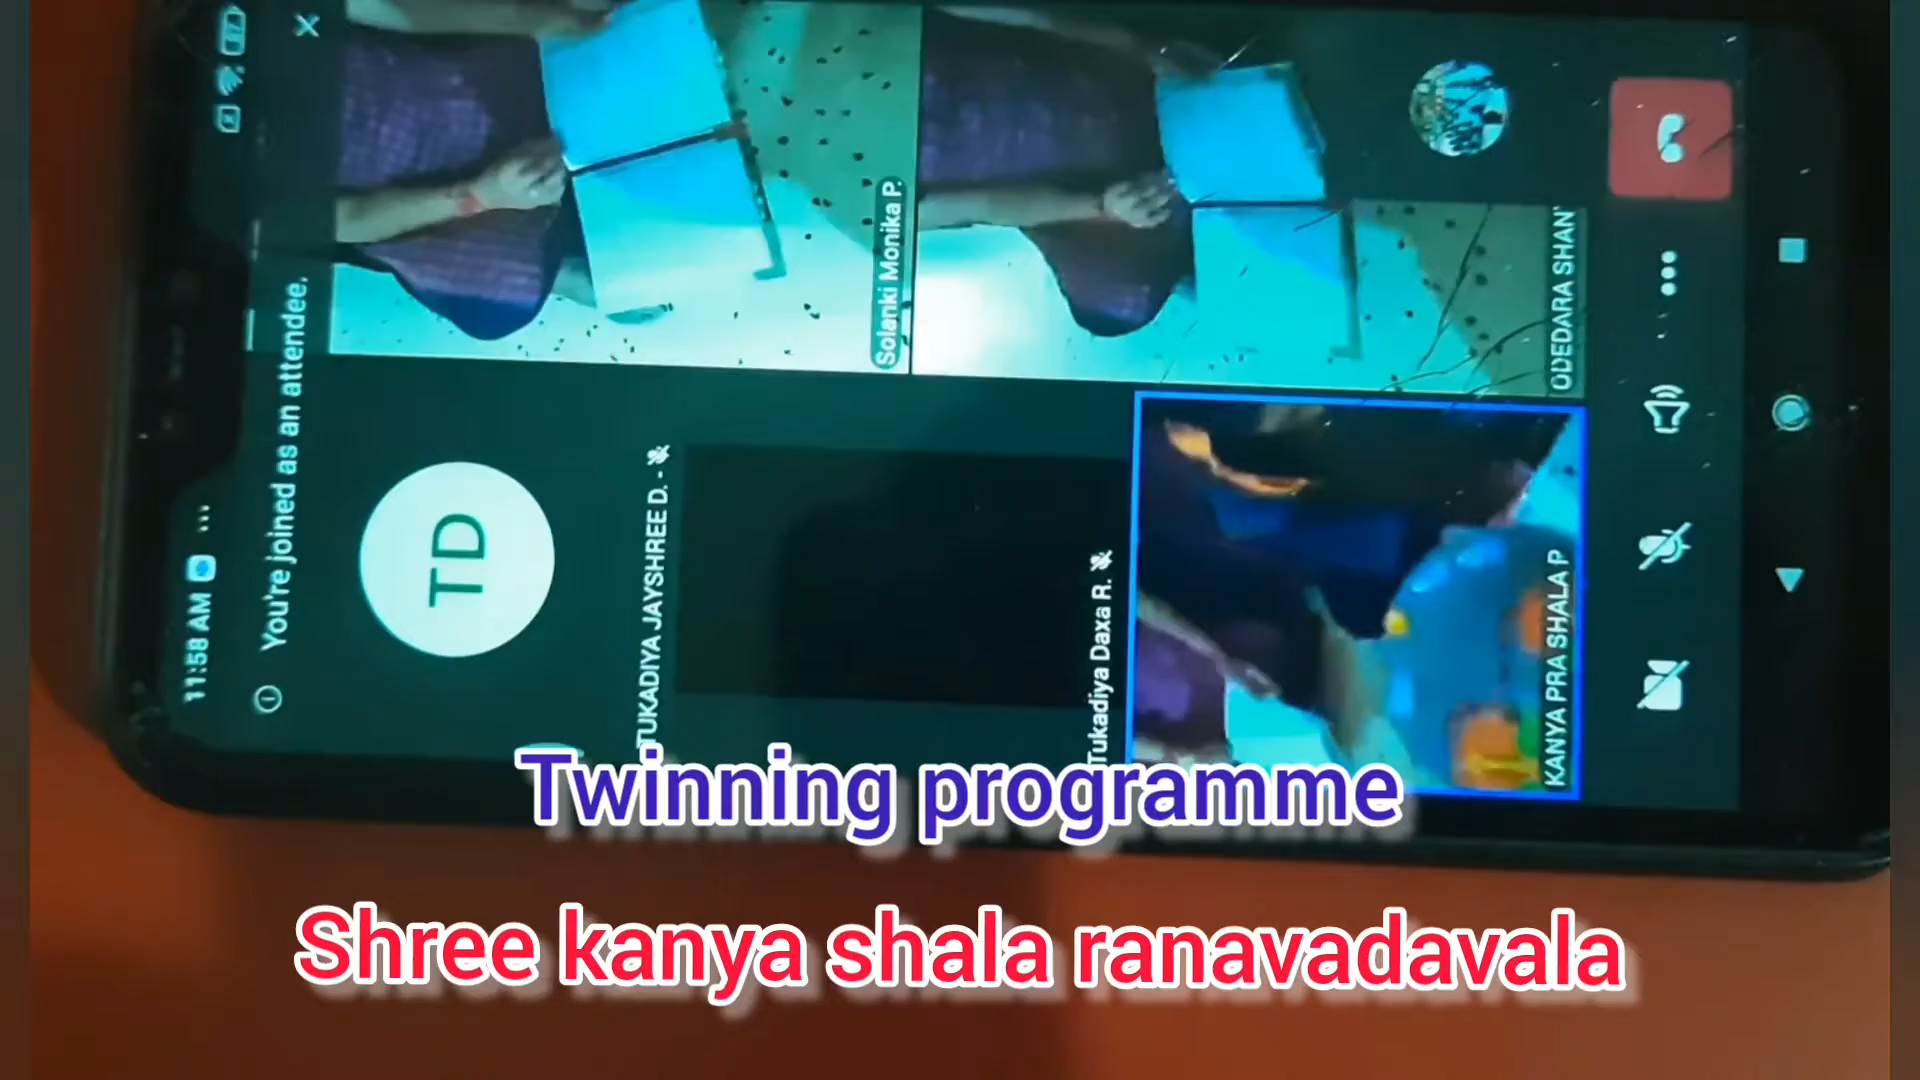 11:58 AM ...
You're joined as an attendee.
TD
TUKADIYA JAYSHREE D. -
Solanki Monika P.
Tukadiya Daxa R.
ODEDARA SHAN
KANYA PRA SHALA P
Twinning programme
Shree kanya shala ranavadavala